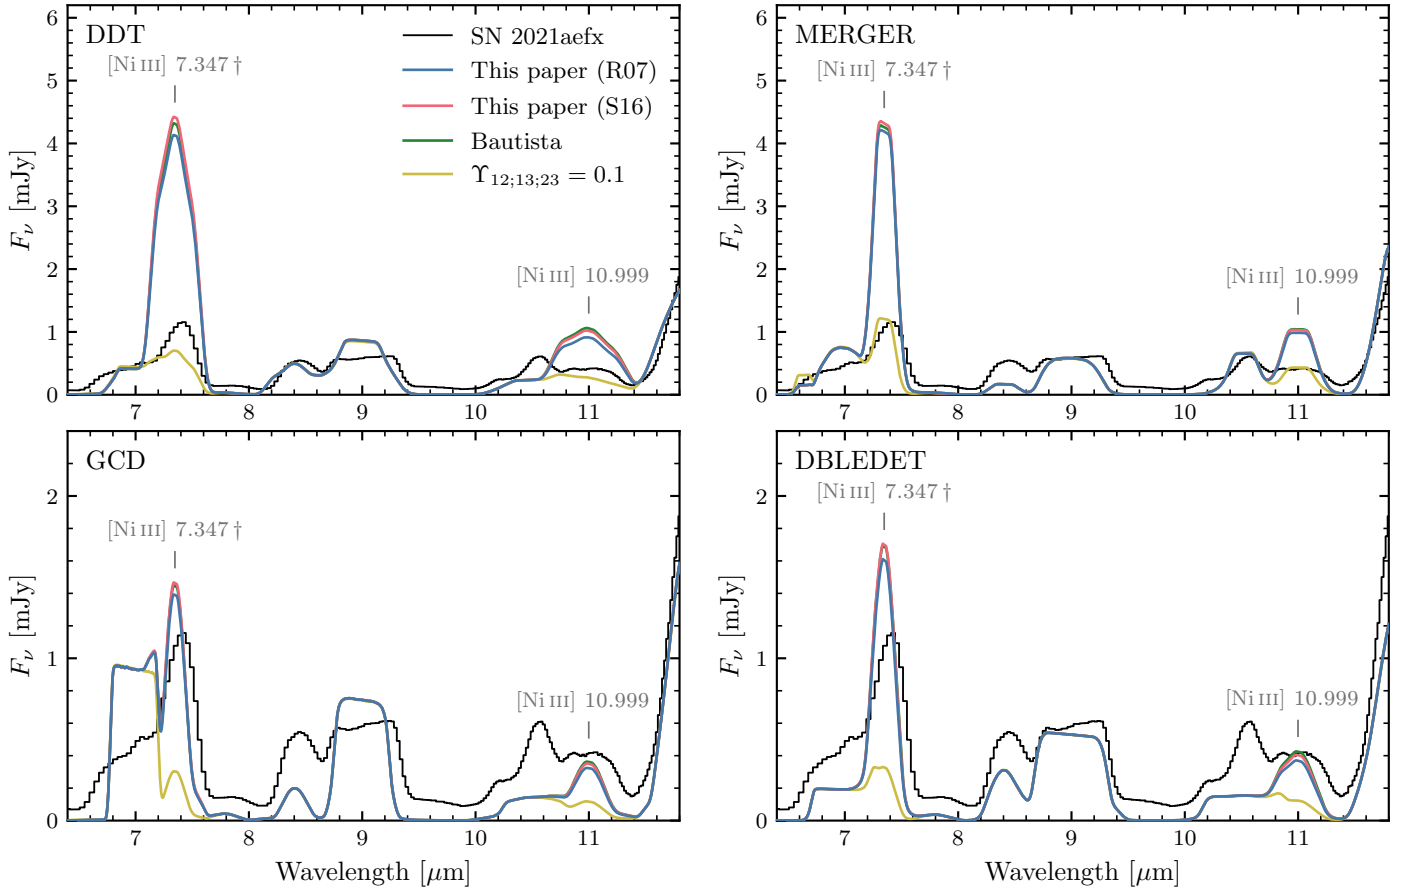 DDT
[Ni III] 7.347 †
SN 2021aefx
This paper (R07)
This paper (S16)
Bautista
ϒ12;13;23 = 0.1
[Ni III] 10.999
Fν [mJy]
0 1 2 3 4 5 6
7 8 9 10 11
MERGER
[Ni III] 7.347 †
[Ni III] 10.999
Fν [mJy]
0 1 2 3 4 5 6
7 8 9 10 11
GCD
[Ni III] 7.347 †
[Ni III] 10.999
Fν [mJy]
0 1 2
7 8 9 10 11
Wavelength [μm]
DBLEDET
[Ni III] 7.347 †
[Ni III] 10.999
Fν [mJy]
0 1 2
7 8 9 10 11
Wavelength [μm]